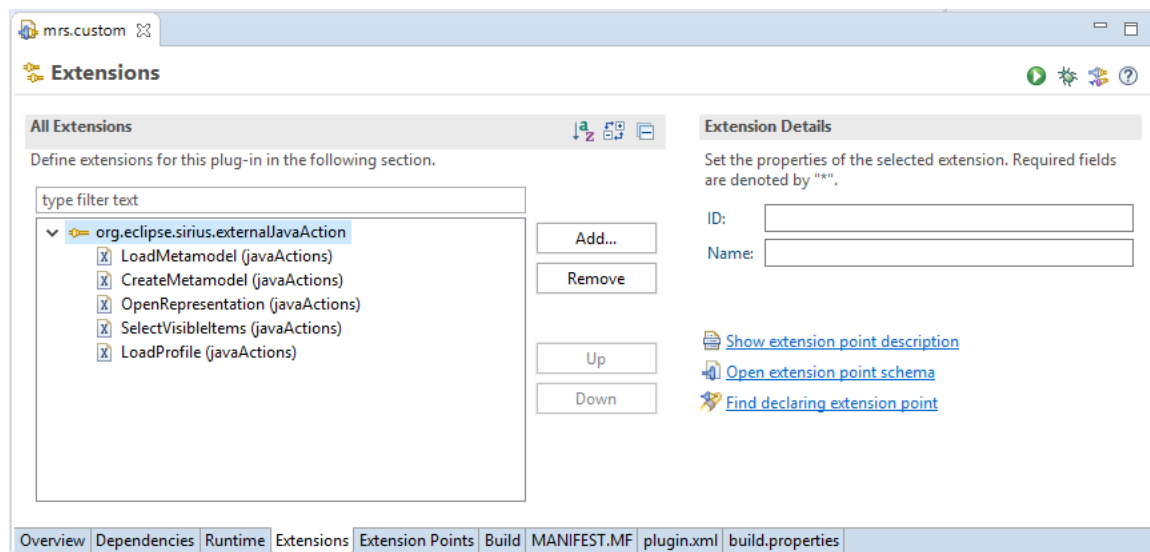 mrs.custom
Extensions
All Extensions
Define extensions for this plug-in in the following section.
type filter text
org.eclipse.sirius.externalJavaAction
LoadMetamodel (javaActions)
CreateMetamodel (javaActions)
OpenRepresentation (javaActions)
SelectVisibleItems (javaActions)
LoadProfile (javaActions)
Add...
Remove
Up
Down
Extension Details
Set the properties of the selected extension. Required fields
are denoted by "*".
ID:
Name:
Show extension point description
Open extension point schema
Find declaring extension point
Overview Dependencies Runtime Extensions Extension Points Build MANIFEST.MF plugin.xml build.properties